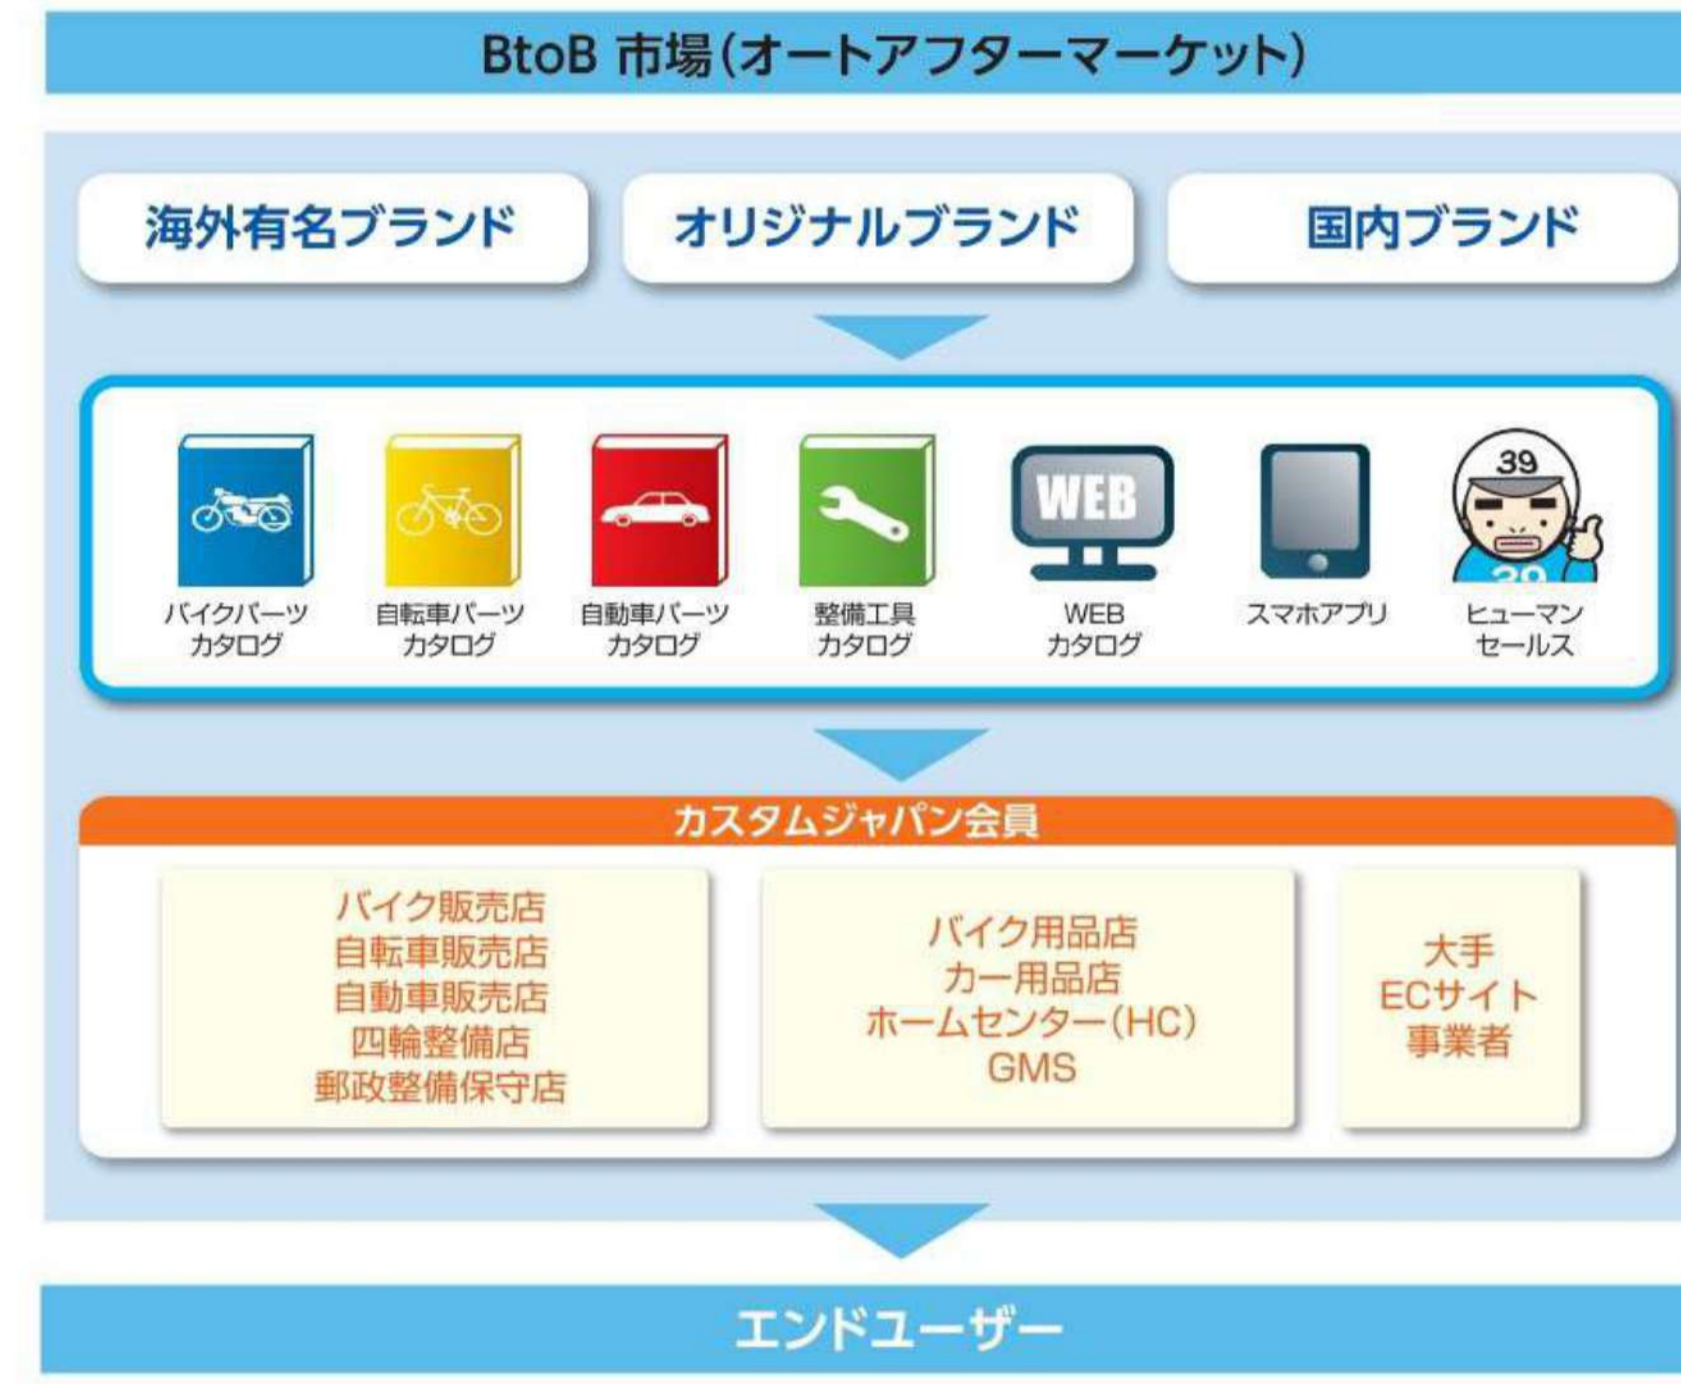 BtoB 市場(オートアフターマーケット)
海外有名ブランド
オリジナルブランド
国内ブランド
WEB
39
39
バイクパーツ
カタログ
自転車パーツ
カタログ
自動車パーツ
カタログ
整備工具
カタログ
WEB
カタログ
スマホアプリ
ヒューマン
セールス
カスタムジャパン会員
バイク販売店
自転車販売店
自動車販売店
四輪整備店
郵政整備保守店
バイク用品店
カー用品店
ホームセンター(HC)
GMS
大手
ECサイト
事業者
エンドユーザー